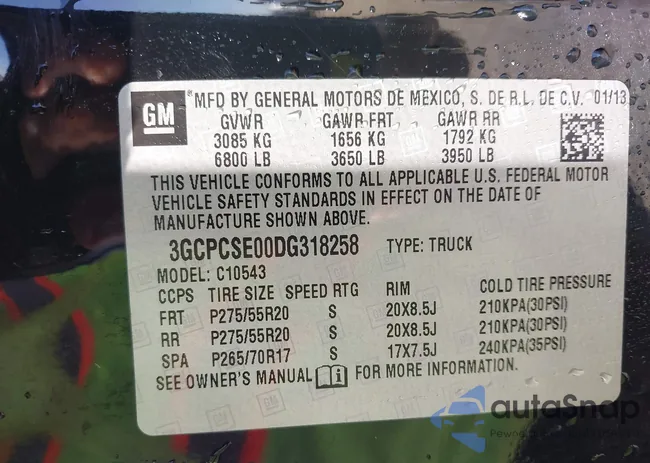 GM
MFD BY GENERAL MOTORS DE MEXICO, S. DE R.L. DE C.V. 01/13
GVWR GAWR FRT GAWR RR
3085 KG 1656 KG 1792 KG
6800 LB 3650 LB 3950 LB
THIS VEHICLE CONFORMS TO ALL APPLICABLE U.S. FEDERAL MOTOR
VEHICLE SAFETY STANDARDS IN EFFECT ON THE DATE OF
MANUFACTURE SHOWN ABOVE.
3GCPCSE00DG318258 TYPE: TRUCK
MODEL: C10543
CCPS TIRE SIZE SPEED RTG RIM COLD TIRE PRESSURE
FRT P275/55R20 S 20X8.5J 210KPA(30PSI)
RR P275/55R20 S 20X8.5J 210KPA(30PSI)
SPA P265/70R17 S 17X7.5J 240KPA(35PSI)
SEE OWNER'S MANUAL FOR MORE INFORMATION.
autoSnap